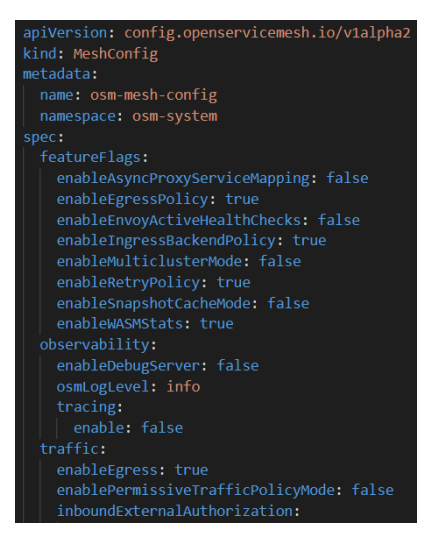 apiVersion: config.openservicemesh.io/v1alpha2
kind: MeshConfig
metadata:
  name: osm-mesh-config
  namespace: osm-system
spec:
  featureFlags:
    enableAsyncProxyServiceMapping: false
    enableEgressPolicy: true
    enableEnvoyActiveHealthChecks: false
    enableIngressBackendPolicy: true
    enableMulticlusterMode: false
    enableRetryPolicy: true
    enableSnapshotCacheMode: false
    enableWASMStats: true
  observability:
    enableDebugServer: false
    osmLogLevel: info
    tracing:
      enable: false
  traffic:
    enableEgress: true
    enablePermissiveTrafficPolicyMode: false
    inboundExternalAuthorization: